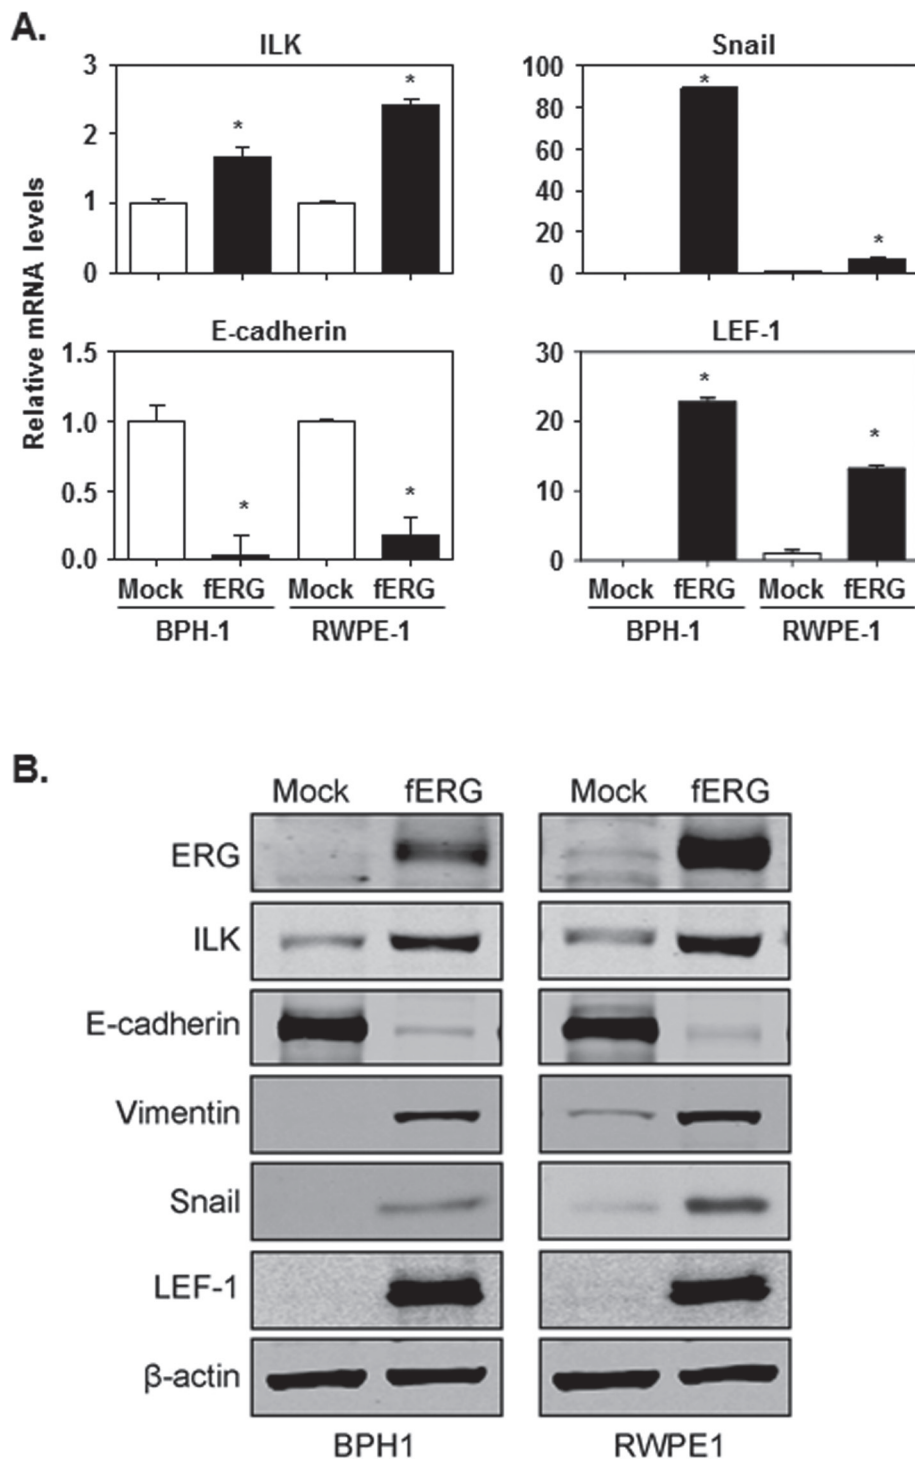 A.
ILK
Snail
Relative mRNA levels
3
2
1
0
*
*
100
80
60
40
20
0
*
*
E-cadherin
LEF-1
1.5
1.0
0.5
0.0
*
*
30
20
10
0
*
*
Mock fERG Mock fERG
BPH-1 RWPE-1
Mock fERG Mock fERG
BPH-1 RWPE-1
B.
Mock fERG Mock fERG
ERG
ILK
E-cadherin
Vimentin
Snail
LEF-1
β-actin
BPH1 RWPE1